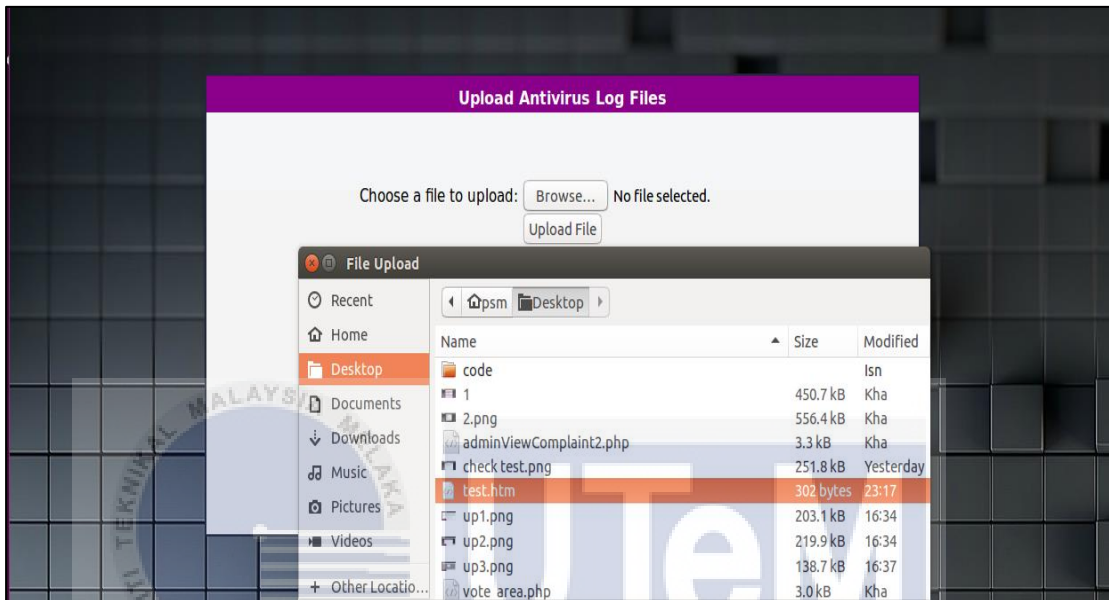 Upload Antivirus Log Files
Choose a file to upload: Browse... No file selected.
Upload File
File Upload
Recent
Home
Desktop
Documents
Downloads
Music
Pictures
Videos
+ Other Locatio...
psm Desktop
Name Size Modified
code Isn
1 450.7 kB Kha
2.png 556.4 kB Kha
adminViewComplaint2.php 3.3 kB Kha
check test.png 251.8 kB Yesterday
test.htm 302 bytes 23:17
up1.png 203.1 kB 16:34
up2.png 219.9 kB 16:34
up3.png 138.7 kB 16:37
vote_area.php 3.0 kB Kha
TEKNIKAL MALAYSIA MELAKA
UTeM